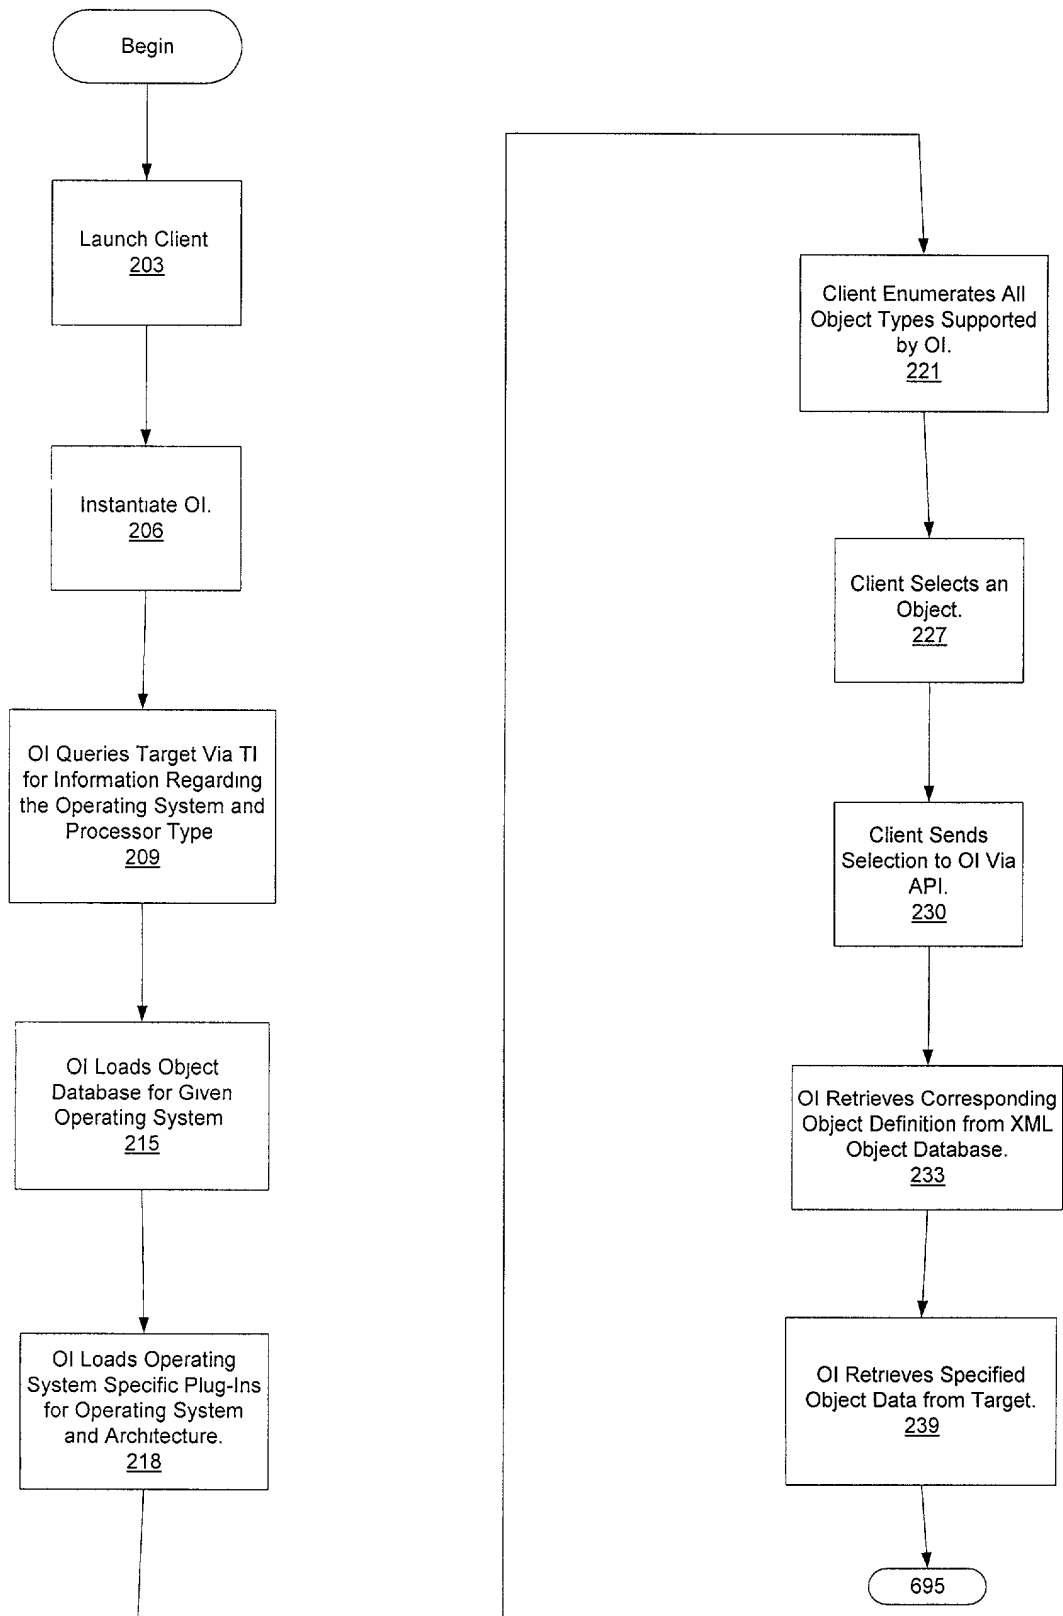 Begin
Launch Client
203
Instantiate OI.
206
OI Queries Target Via TI
for Information Regarding
the Operating System and
Processor Type
209
OI Loads Object
Database for Given
Operating System
215
OI Loads Operating
System Specific Plug-Ins
for Operating System
and Architecture.
218
Client Enumerates All
Object Types Supported
by OI.
221
Client Selects an
Object.
227
Client Sends
Selection to OI Via
API.
230
OI Retrieves Corresponding
Object Definition from XML
Object Database.
233
OI Retrieves Specified
Object Data from Target.
239
695